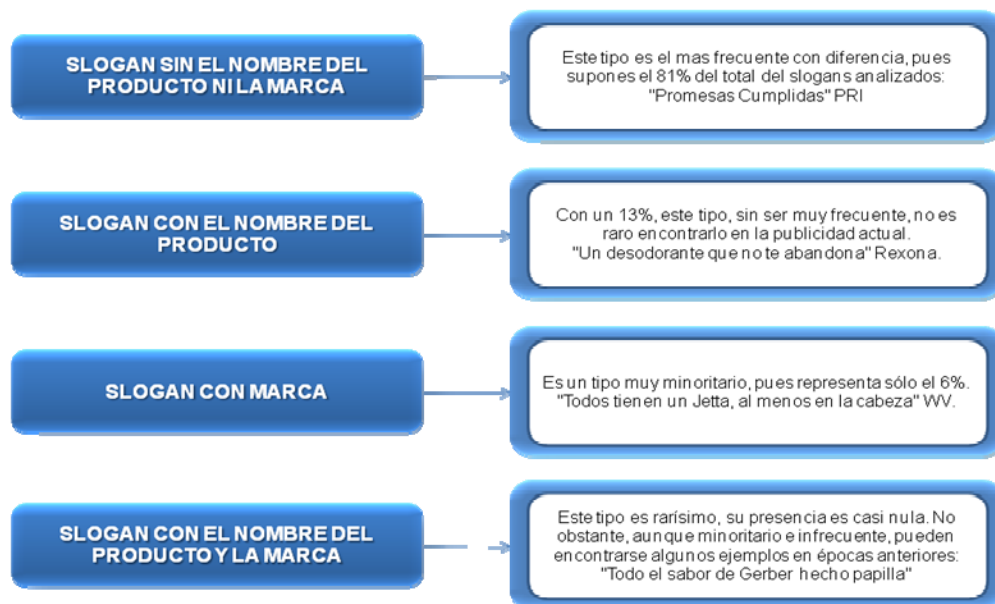 SLOGAN SIN EL NOMBRE DEL
PRODUCTO NI LA MARCA
Este tipo es el mas frecuente con diferencia, pues
supones el 81% del total del slogans analizados:
"Promesas Cumplidas" PRI
SLOGAN CON EL NOMBRE DEL
PRODUCTO
Con un 13%, este tipo, sin ser muy frecuente, no es
raro encontrarlo en la publicidad actual.
"Un desodorante que no te abandona" Rexona.
SLOGAN CON MARCA
Es un tipo muy minoritario, pues representa sólo el 6%.
"Todos tienen un Jetta, al menos en la cabeza" WV.
SLOGAN CON EL NOMBRE DEL
PRODUCTO Y LA MARCA
Este tipo es rarísimo, su presencia es casi nula. No
obstante, aunque minoritario e infrecuente, pueden
encontrarse algunos ejemplos en épocas anteriores:
"Todo el sabor de Gerber hecho papilla"